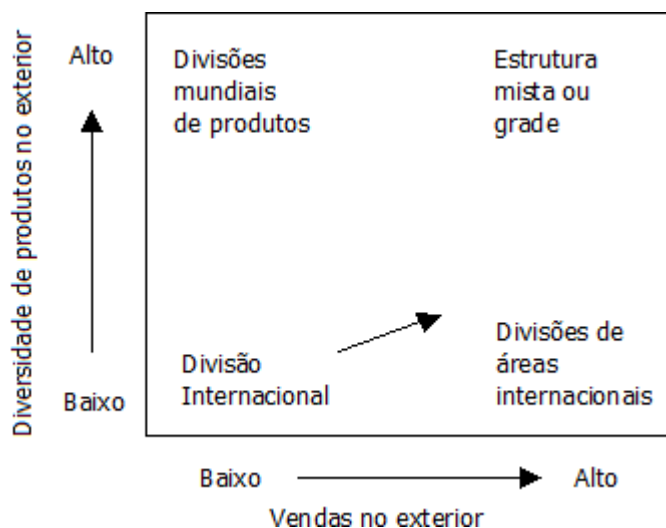 Diversidade de produtos no exterior
Alto
Baixo
Divisões
mundiais
de produtos
Estrutura
mista ou
grade
Divisão
Internacional
Divisões de
áreas
internacionais
Baixo
Alto
Vendas no exterior